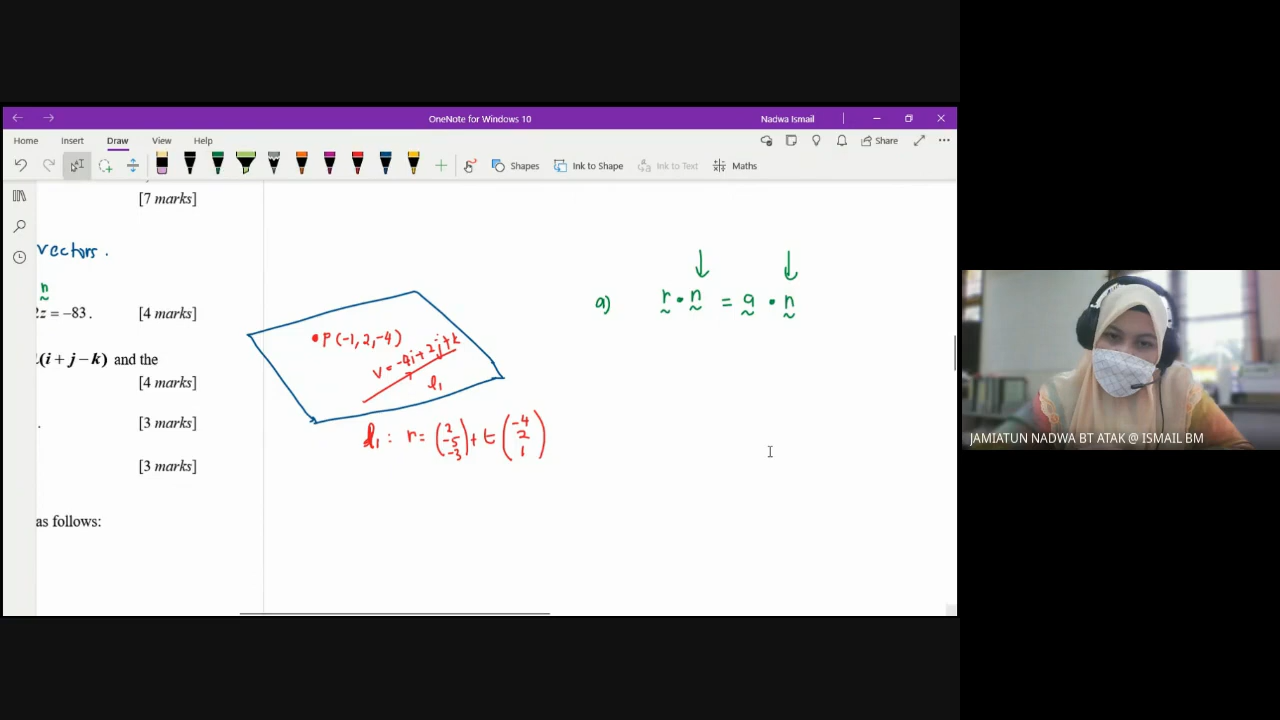 OneNote for Windows 10
Nadwa Ismail
Home Insert Draw View Help
Share
Shapes Ink to Shape Ink to Text Maths
[7 marks]
vectors.
n
2z = −83. [4 marks]
(i + j − k) and the
[4 marks]
[3 marks]
[3 marks]
as follows:
P(-1, 2, -4)
v = -4i + 2j + k
l₁
l₁ : r = (2 -5 -3) + t (-4 2 1)
a) r • n = a • n
JAMIATUN NADWA BT ATAK @ ISMAIL BM